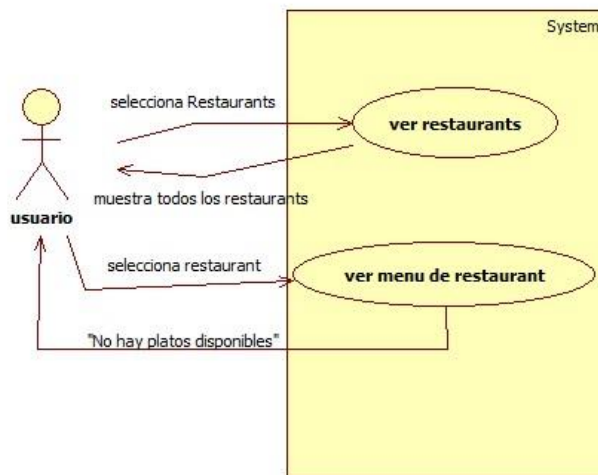 System
selecciona Restaurants
ver restaurants
muestra todos los restaurants
usuario
selecciona restaurant
ver menu de restaurant
"No hay platos disponibles"